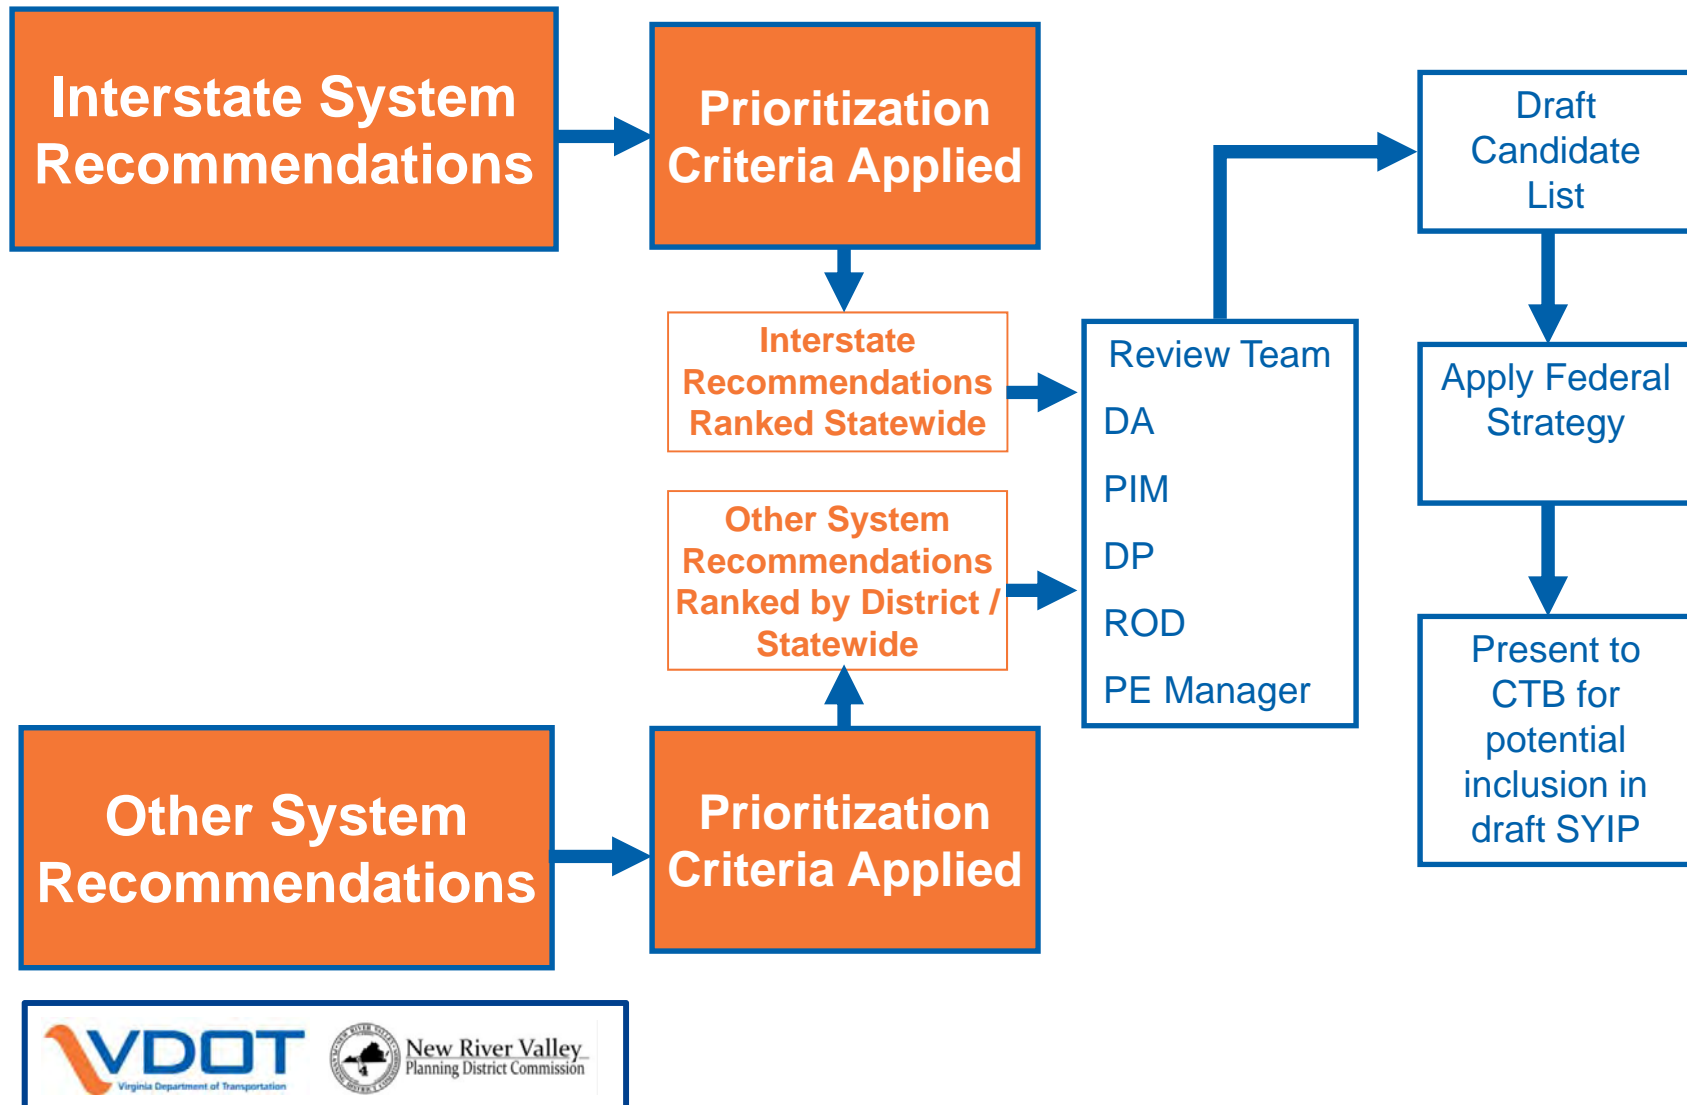 Interstate System
Recommendations
Prioritization
Criteria Applied
Interstate
Recommendations
Ranked Statewide
Other System
Recommendations
Ranked by District /
Statewide
Other System
Recommendations
Prioritization
Criteria Applied
Review Team
DA
PIM
DP
ROD
PE Manager
Draft
Candidate
List
Apply Federal
Strategy
Present to
CTB for
potential
inclusion in
draft SYIP
VDOT
Virginia Department of Transportation
New River Valley
Planning District Commission